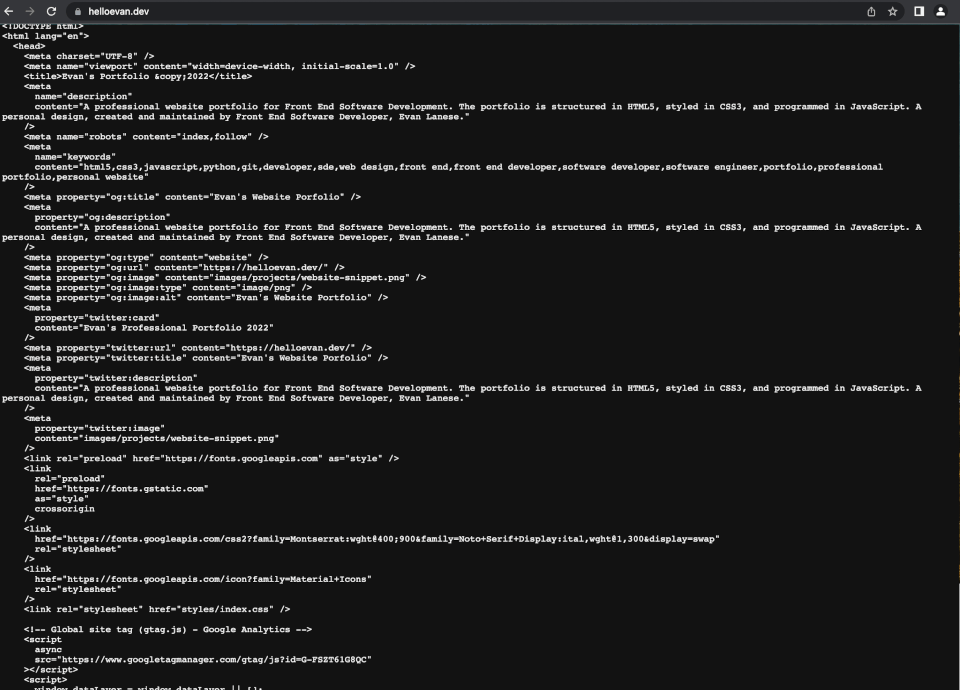 helloevan.dev
<!DOCTYPE html>
<html lang="en">
<head>
<meta charset="UTF-8" />
<meta name="viewport" content="width=device-width, initial-scale=1.0" />
<title>Evan's Portfolio &copy;2022</title>
<meta
name="description"
content="A professional website portfolio for Front End Software Development. The portfolio is structured in HTML5, styled in CSS3, and programmed in JavaScript. A
personal design, created and maintained by Front End Software Developer, Evan Lanese."
/>
<meta name="robots" content="index,follow" />
<meta
name="keywords"
content="html5,css3,javascript,python,git,developer,sde,web design,front end,front end developer,software developer,software engineer,portfolio,professional
portfolio,personal website"
/>
<meta property="og:title" content="Evan's Website Porfolio" />
<meta
property="og:description"
content="A professional website portfolio for Front End Software Development. The portfolio is structured in HTML5, styled in CSS3, and programmed in JavaScript. A
personal design, created and maintained by Front End Software Developer, Evan Lanese."
/>
<meta property="og:type" content="website" />
<meta property="og:url" content="https://helloevan.dev/" />
<meta property="og:image" content="images/projects/website-snippet.png" />
<meta property="og:image:type" content="image/png" />
<meta property="og:image:alt" content="Evan's Website Portfolio" />
<meta
property="twitter:card"
content="Evan's Professional Portfolio 2022"
/>
<meta property="twitter:url" content="https://helloevan.dev/" />
<meta property="twitter:title" content="Evan's Website Porfolio" />
<meta
property="twitter:description"
content="A professional website portfolio for Front End Software Development. The portfolio is structured in HTML5, styled in CSS3, and programmed in JavaScript. A
personal design, created and maintained by Front End Software Developer, Evan Lanese."
/>
<meta
property="twitter:image"
content="images/projects/website-snippet.png"
/>
<link rel="preload" href="https://fonts.googleapis.com" as="style" />
<link
rel="preload"
href="https://fonts.gstatic.com"
as="style"
crossorigin
/>
<link
href="https://fonts.googleapis.com/css2?family=Montserrat:wght@400;900&family=Noto+Serif+Display:ital,wght@1,300&display=swap"
rel="stylesheet"
/>
<link
href="https://fonts.googleapis.com/icon?family=Material+Icons"
rel="stylesheet"
/>
<link rel="stylesheet" href="styles/index.css" />
<!-- Global site tag (gtag.js) - Google Analytics -->
<script
async
src="https://www.googletagmanager.com/gtag/js?id=G-FSZT61G8QC"
></script>
<script>
window.dataLayer = window.dataLayer || [];